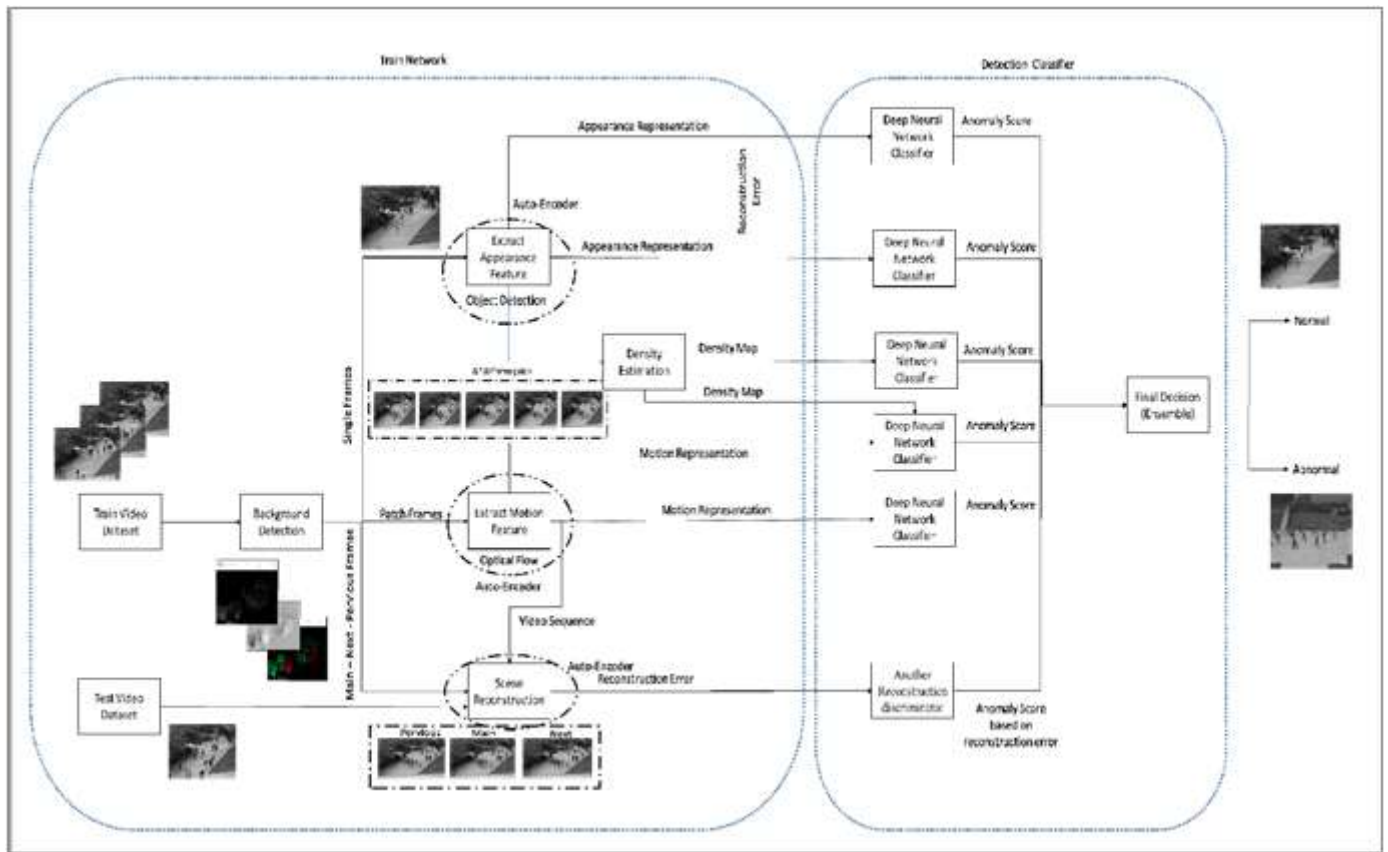 Train Network
Detection Classifier
Appearance Representation
Deep Neural
Network
Classifier
Anomaly Score
Reconstruction
Error
Auto-Encoder
Extract
Appearance
Feature
Appearance Representation
Object Detection
Deep Neural
Network
Classifier
Anomaly Score
Normal
Density
Estimation
Density Map
Density Map
Deep Neural
Network
Classifier
Anomaly Score
Single Frames
Final Decision
(Ensemble)
Deep Neural
Network
Classifier
Anomaly Score
Motion Representation
Abnormal
Train Video
Dataset
Background
Detection
Patch Frames
Extract Motion
Feature
Optical Flow
Auto-Encoder
Motion Representation
Deep Neural
Network
Classifier
Anomaly Score
Main – Next - Pervious Frames
Video Sequence
Test Video
Dataset
Scene
Reconstruction
Auto-Encoder
Reconstruction Error
Another
Reconstruction
discriminator
Anomaly Score
based on
reconstruction error
Pervious
Main
Next